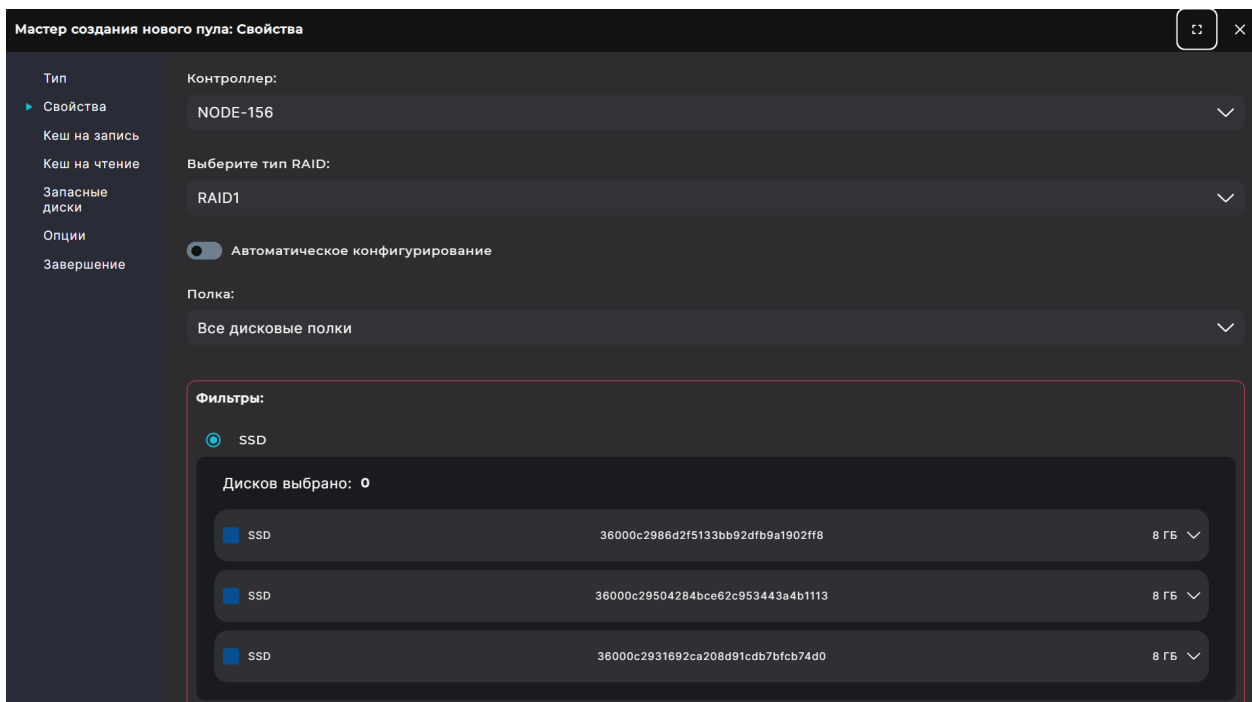 Мастер создания нового пула: Свойства
Тип
Свойства
Кеш на запись
Кеш на чтение
Запасные
диски
Опции
Завершение
Контроллер:
NODE-156
Выберите тип RAID:
RAID1
Автоматическое конфигурирование
Полка:
Все дисковые полки
Фильтры:
SSD
Дисков выбрано: 0
SSD 36000c2986d2f5133bb92dfb9a1902ff8 8 ГБ
SSD 36000c29504284bce62c953443a4b1113 8 ГБ
SSD 36000c2931692ca208d91cdb7bfcb74d0 8 ГБ